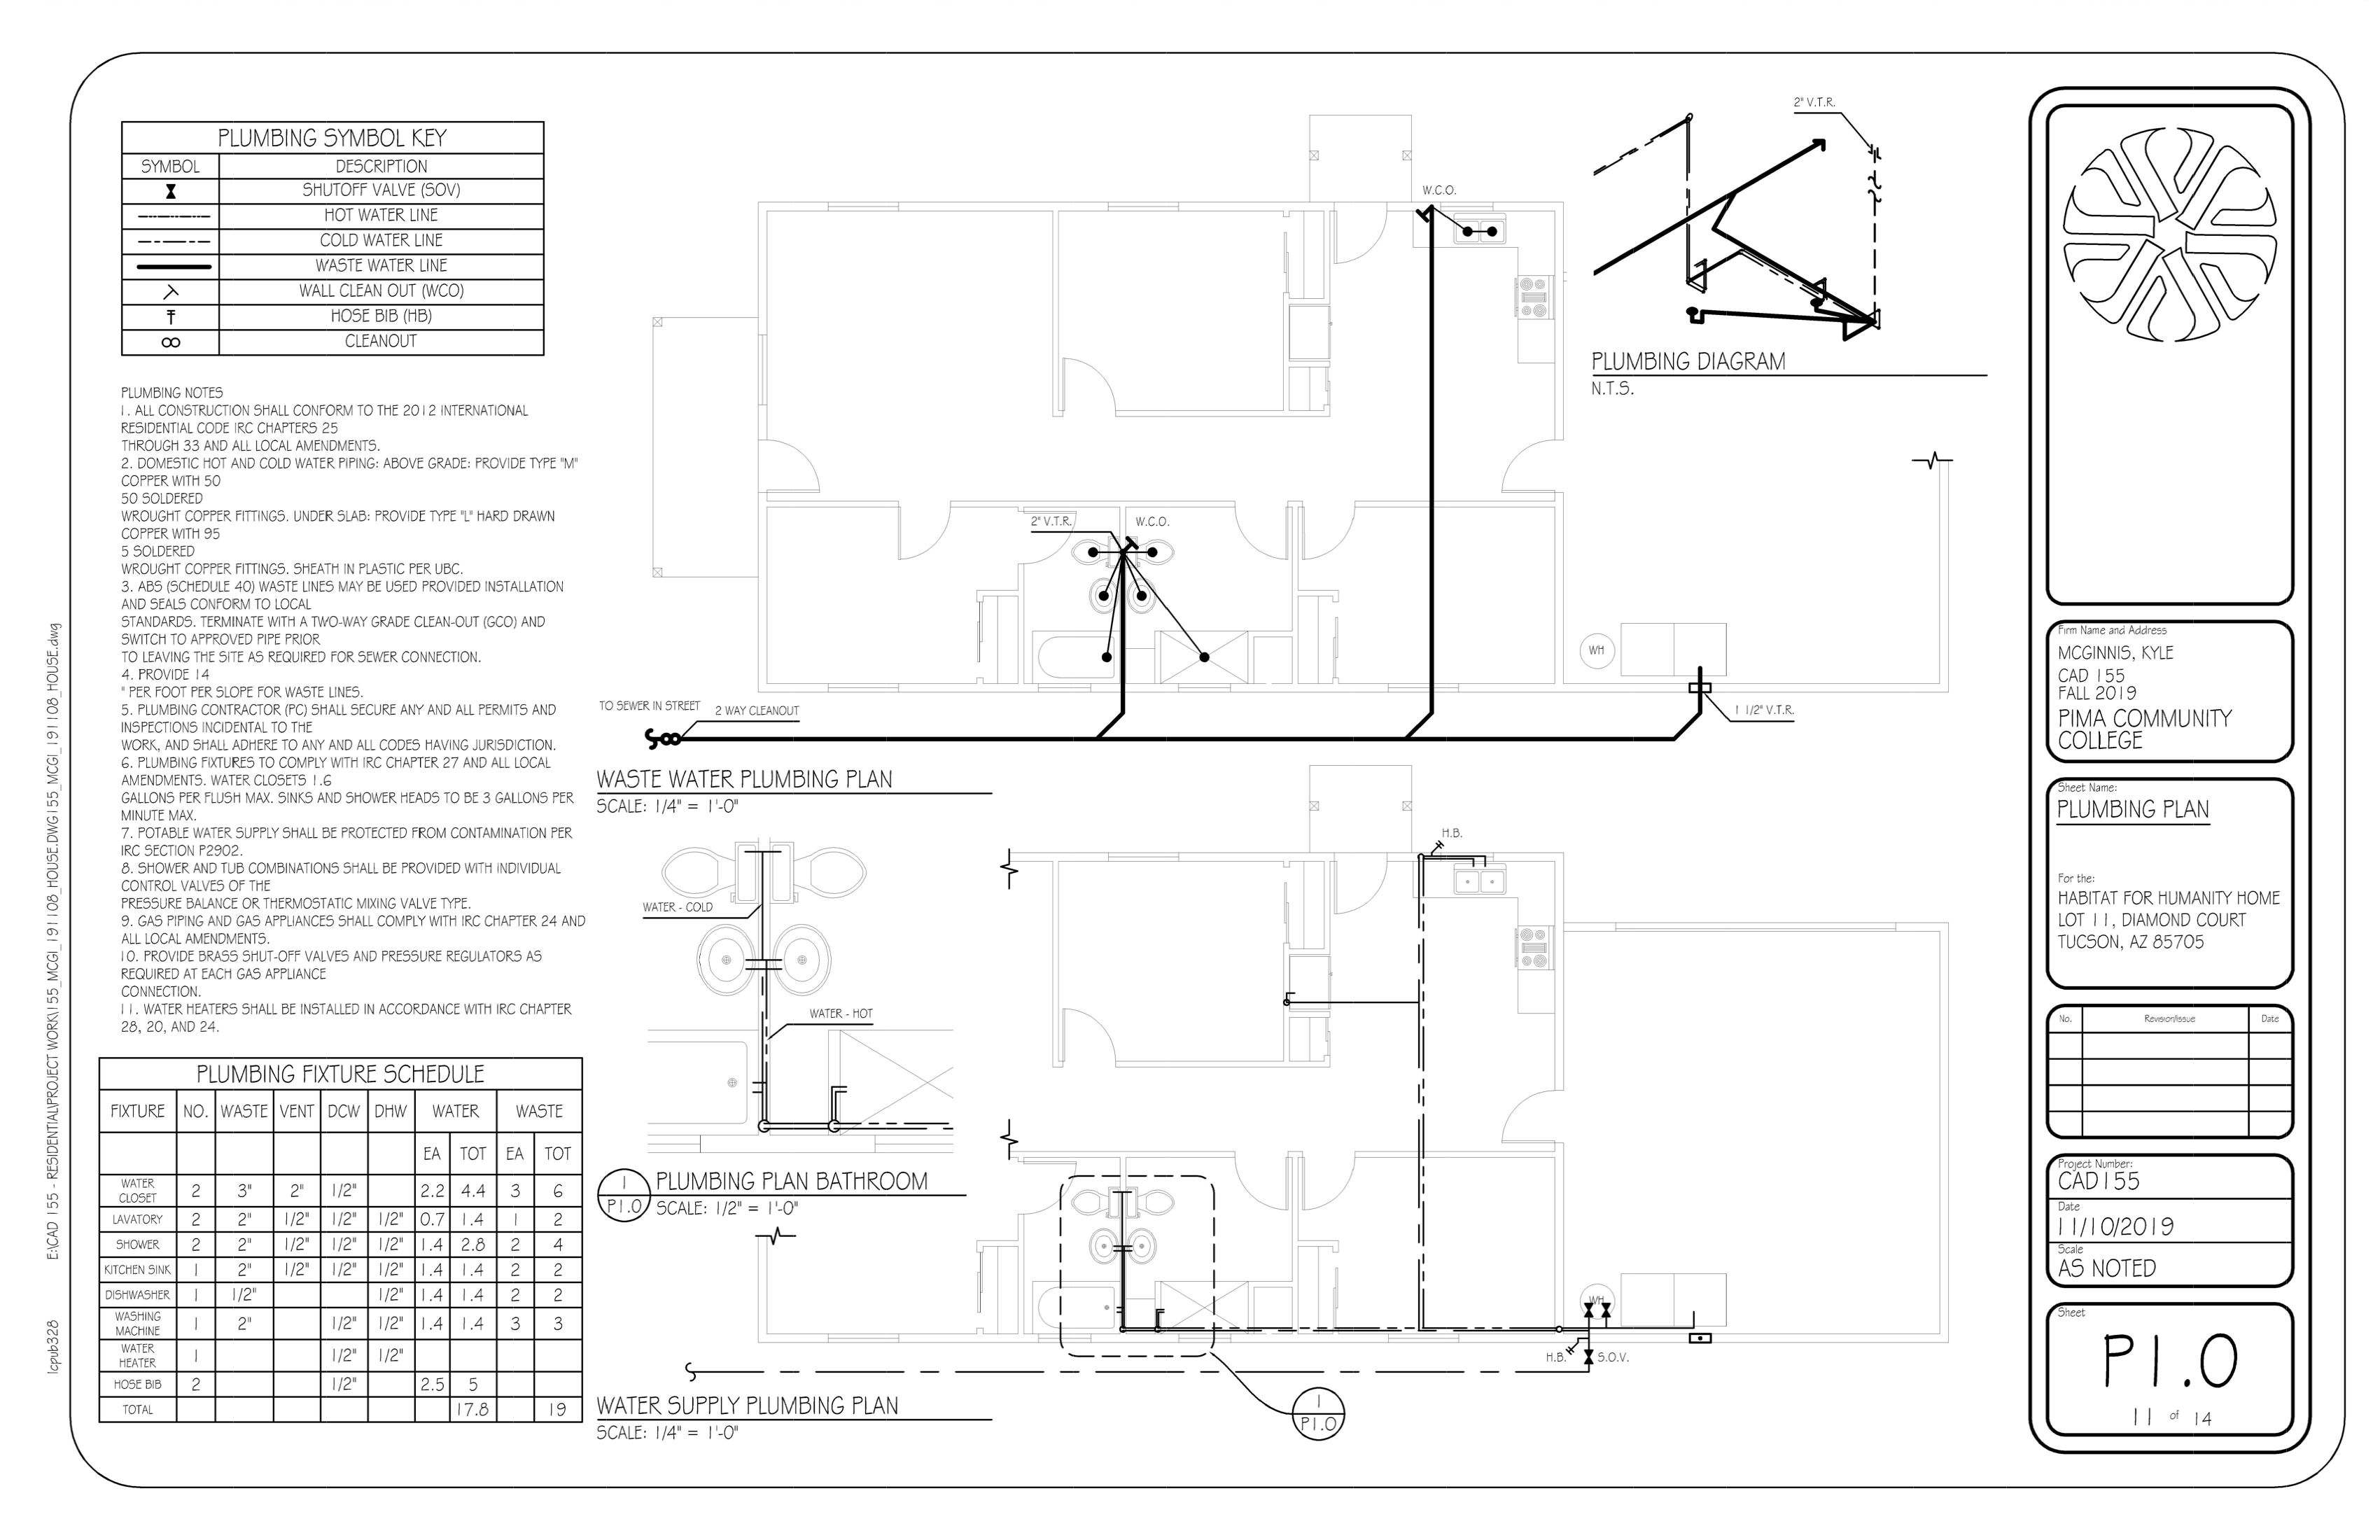 PLUMBING SYMBOL KEY
SYMBOL DESCRIPTION
SHUTOFF VALVE (SOV)
HOT WATER LINE
COLD WATER LINE
WASTE WATER LINE
WALL CLEAN OUT (WCO)
HOSE BIB (HB)
CLEANOUT
PLUMBING NOTES
1. ALL CONSTRUCTION SHALL CONFORM TO THE 2012 INTERNATIONAL
RESIDENTIAL CODE IRC CHAPTERS 25
THROUGH 33 AND ALL LOCAL AMENDMENTS.
2. DOMESTIC HOT AND COLD WATER PIPING: ABOVE GRADE: PROVIDE TYPE "M"
COPPER WITH 50
50 SOLDERED
WROUGHT COPPER FITTINGS. UNDER SLAB: PROVIDE TYPE "L" HARD DRAWN
COPPER WITH 95
5 SOLDERED
WROUGHT COPPER FITTINGS. SHEATH IN PLASTIC PER UBC.
3. ABS (SCHEDULE 40) WASTE LINES MAY BE USED PROVIDED INSTALLATION
AND SEALS CONFORM TO LOCAL
STANDARDS. TERMINATE WITH A TWO-WAY GRADE CLEAN-OUT (GCO) AND
SWITCH TO APPROVED PIPE PRIOR
TO LEAVING THE SITE AS REQUIRED FOR SEWER CONNECTION.
4. PROVIDE 14
" PER FOOT PER SLOPE FOR WASTE LINES.
5. PLUMBING CONTRACTOR (PC) SHALL SECURE ANY AND ALL PERMITS AND
INSPECTIONS INCIDENTAL TO THE
WORK, AND SHALL ADHERE TO ANY AND ALL CODES HAVING JURISDICTION.
6. PLUMBING FIXTURES TO COMPLY WITH IRC CHAPTER 27 AND ALL LOCAL
AMENDMENTS. WATER CLOSETS 1.6
GALLONS PER FLUSH MAX. SINKS AND SHOWER HEADS TO BE 3 GALLONS PER
MINUTE MAX.
7. POTABLE WATER SUPPLY SHALL BE PROTECTED FROM CONTAMINATION PER
IRC SECTION P2902.
8. SHOWER AND TUB COMBINATIONS SHALL BE PROVIDED WITH INDIVIDUAL
CONTROL VALVES OF THE
PRESSURE BALANCE OR THERMOSTATIC MIXING VALVE TYPE.
9. GAS PIPING AND GAS APPLIANCES SHALL COMPLY WITH IRC CHAPTER 24 AND
ALL LOCAL AMENDMENTS.
10. PROVIDE BRASS SHUT-OFF VALVES AND PRESSURE REGULATORS AS
REQUIRED AT EACH GAS APPLIANCE
CONNECTION.
11. WATER HEATERS SHALL BE INSTALLED IN ACCORDANCE WITH IRC CHAPTER
28, 20, AND 24.
PLUMBING FIXTURE SCHEDULE
FIXTURE NO. WASTE VENT DCW DHW WATER WASTE
EA TOT EA TOT
WATER CLOSET 2 3" 2" 1/2" 2.2 4.4 3 6
LAVATORY 2 2" 1/2" 1/2" 1/2" 0.7 1.4 1 2
SHOWER 2 2" 1/2" 1/2" 1/2" 1.4 2.8 2 4
KITCHEN SINK 1 2" 1/2" 1/2" 1/2" 1.4 1.4 2 2
DISHWASHER 1 1/2" 1/2" 1.4 1.4 2 2
WASHING MACHINE 1 2" 1/2" 1/2" 1.4 1.4 3 3
WATER HEATER 1 1/2" 1/2"
HOSE BIB 2 1/2" 2.5 5
TOTAL 17.8 19
W.C.O.
2" V.T.R.
W.C.O.
WH
TO SEWER IN STREET
2 WAY CLEANOUT
1 1/2" V.T.R.
WASTE WATER PLUMBING PLAN
SCALE: 1/4" = 1'-0"
2" V.T.R.
PLUMBING DIAGRAM
N.T.S.
WATER - COLD
WATER - HOT
1
P1.0
PLUMBING PLAN BATHROOM
SCALE: 1/2" = 1'-0"
H.B.
WH
H.B.
S.O.V.
1
P1.0
WATER SUPPLY PLUMBING PLAN
SCALE: 1/4" = 1'-0"
Firm Name and Address
MCGINNIS, KYLE
CAD 155
FALL 2019
PIMA COMMUNITY
COLLEGE
Sheet Name:
PLUMBING PLAN
For the:
HABITAT FOR HUMANITY HOME
LOT 11, DIAMOND COURT
TUCSON, AZ 85705
No. Revision/Issue Date
Project Number:
CAD155
Date
11/10/2019
Scale
AS NOTED
Sheet
P1.0
11 of 14
E:\CAD 155 - RESIDENTIAL\PROJECT WORK\155_MCGI_191108_HOUSE.DWG155_MCGI_191108_HOUSE.dwg
lcpub328